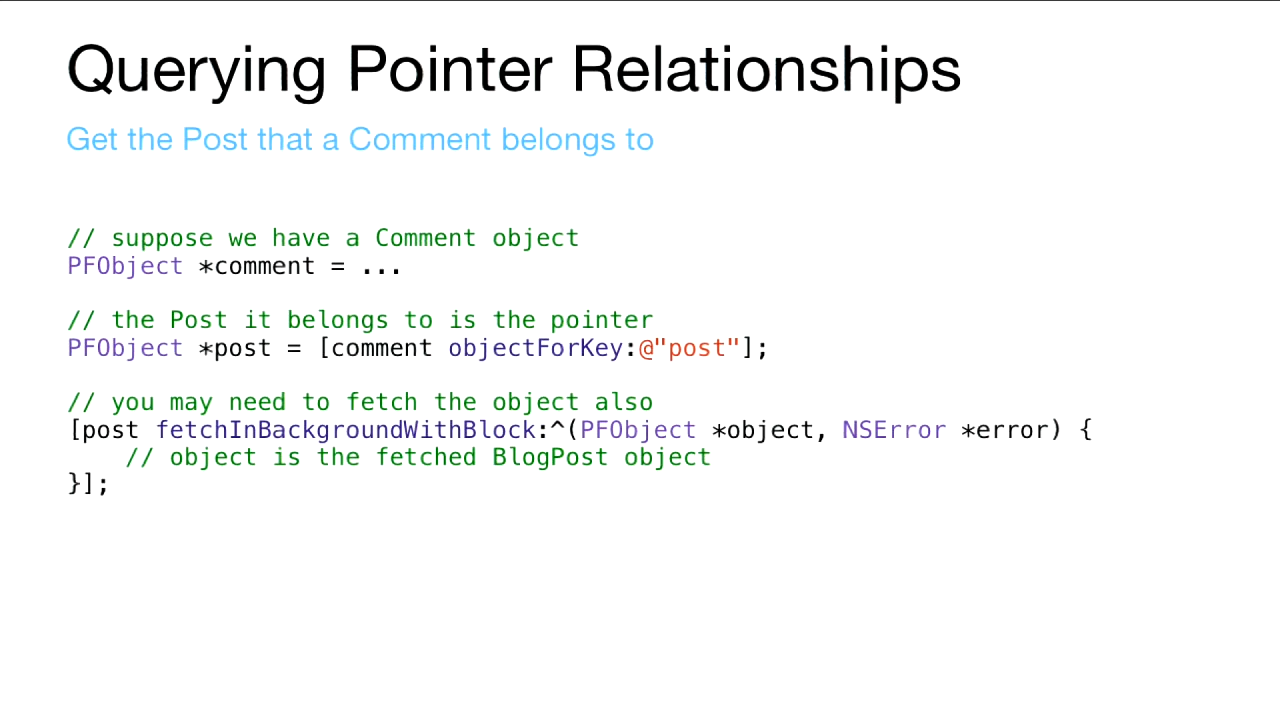 Querying Pointer Relationships
Get the Post that a Comment belongs to
// suppose we have a Comment object
PFObject *comment = ...
// the Post it belongs to is the pointer
PFObject *post = [comment objectForKey:@"post"];
// you may need to fetch the object also
[post fetchInBackgroundWithBlock:^(PFObject *object, NSError *error) {
    // object is the fetched BlogPost object
}];